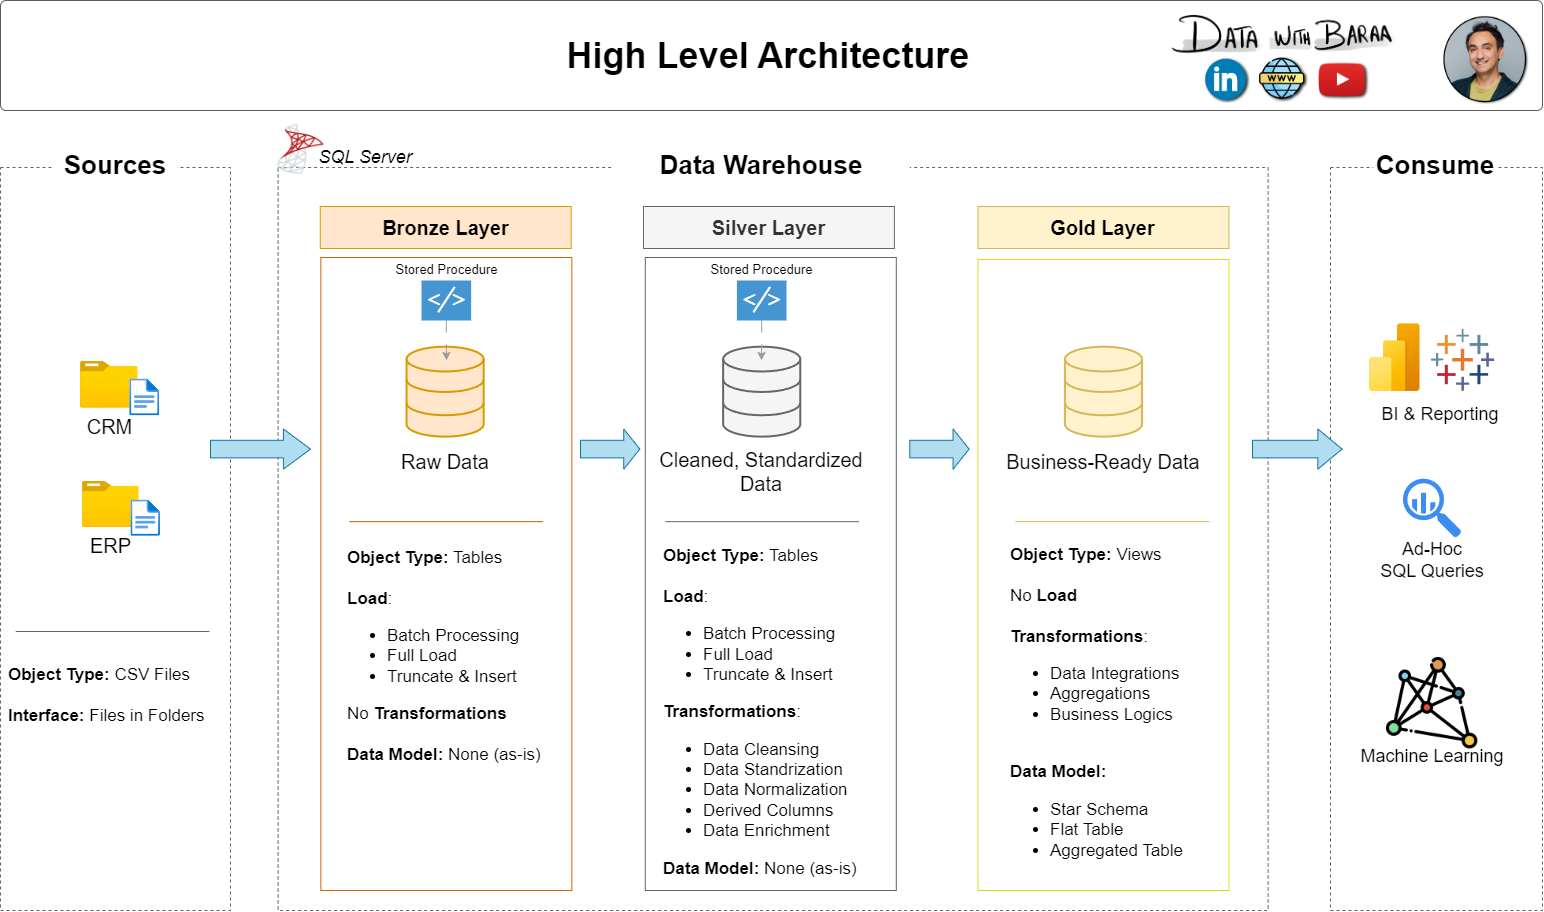 High Level Architecture
DATA WITH BARAA
in
WWW
Sources
SQL Server
Data Warehouse
Consume
CRM
ERP
Object Type: CSV Files
Interface: Files in Folders
Bronze Layer
Stored Procedure
</>
Raw Data
Object Type: Tables
Load:
Batch Processing
Full Load
Truncate & Insert
No Transformations
Data Model: None (as-is)
Silver Layer
Stored Procedure
</>
Cleaned, Standardized
Data
Object Type: Tables
Load:
Batch Processing
Full Load
Truncate & Insert
Transformations:
Data Cleansing
Data Standrization
Data Normalization
Derived Columns
Data Enrichment
Data Model: None (as-is)
Gold Layer
Business-Ready Data
Object Type: Views
No Load
Transformations:
Data Integrations
Aggregations
Business Logics
Data Model:
Star Schema
Flat Table
Aggregated Table
BI & Reporting
Ad-Hoc
SQL Queries
Machine Learning